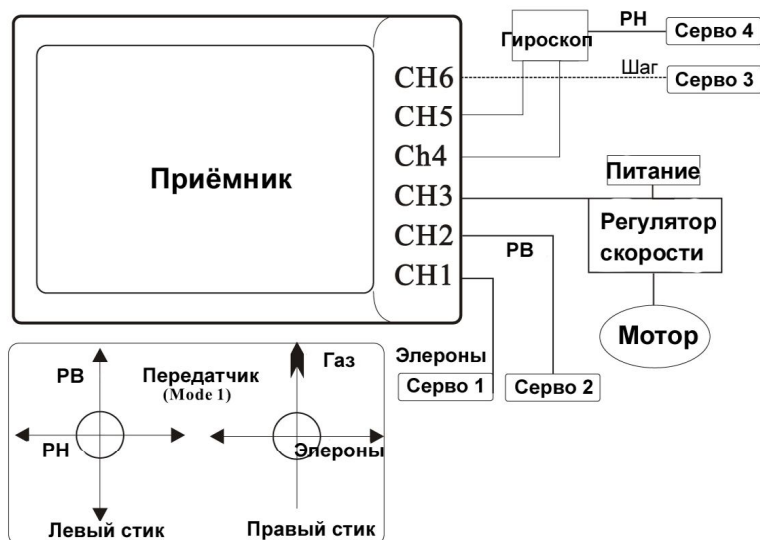 РН
Гироскоп
Серво 4
CH6
Шаг
Серво 3
CH5
Ch4
Приёмник
Питание
CH3
Регулятор
скорости
CH2
РВ
CH1
Мотор
Элероны
Серво 1
Серво 2
Газ
РВ
Передатчик
(Mode 1)
РН
Элероны
Левый стик
Правый стик